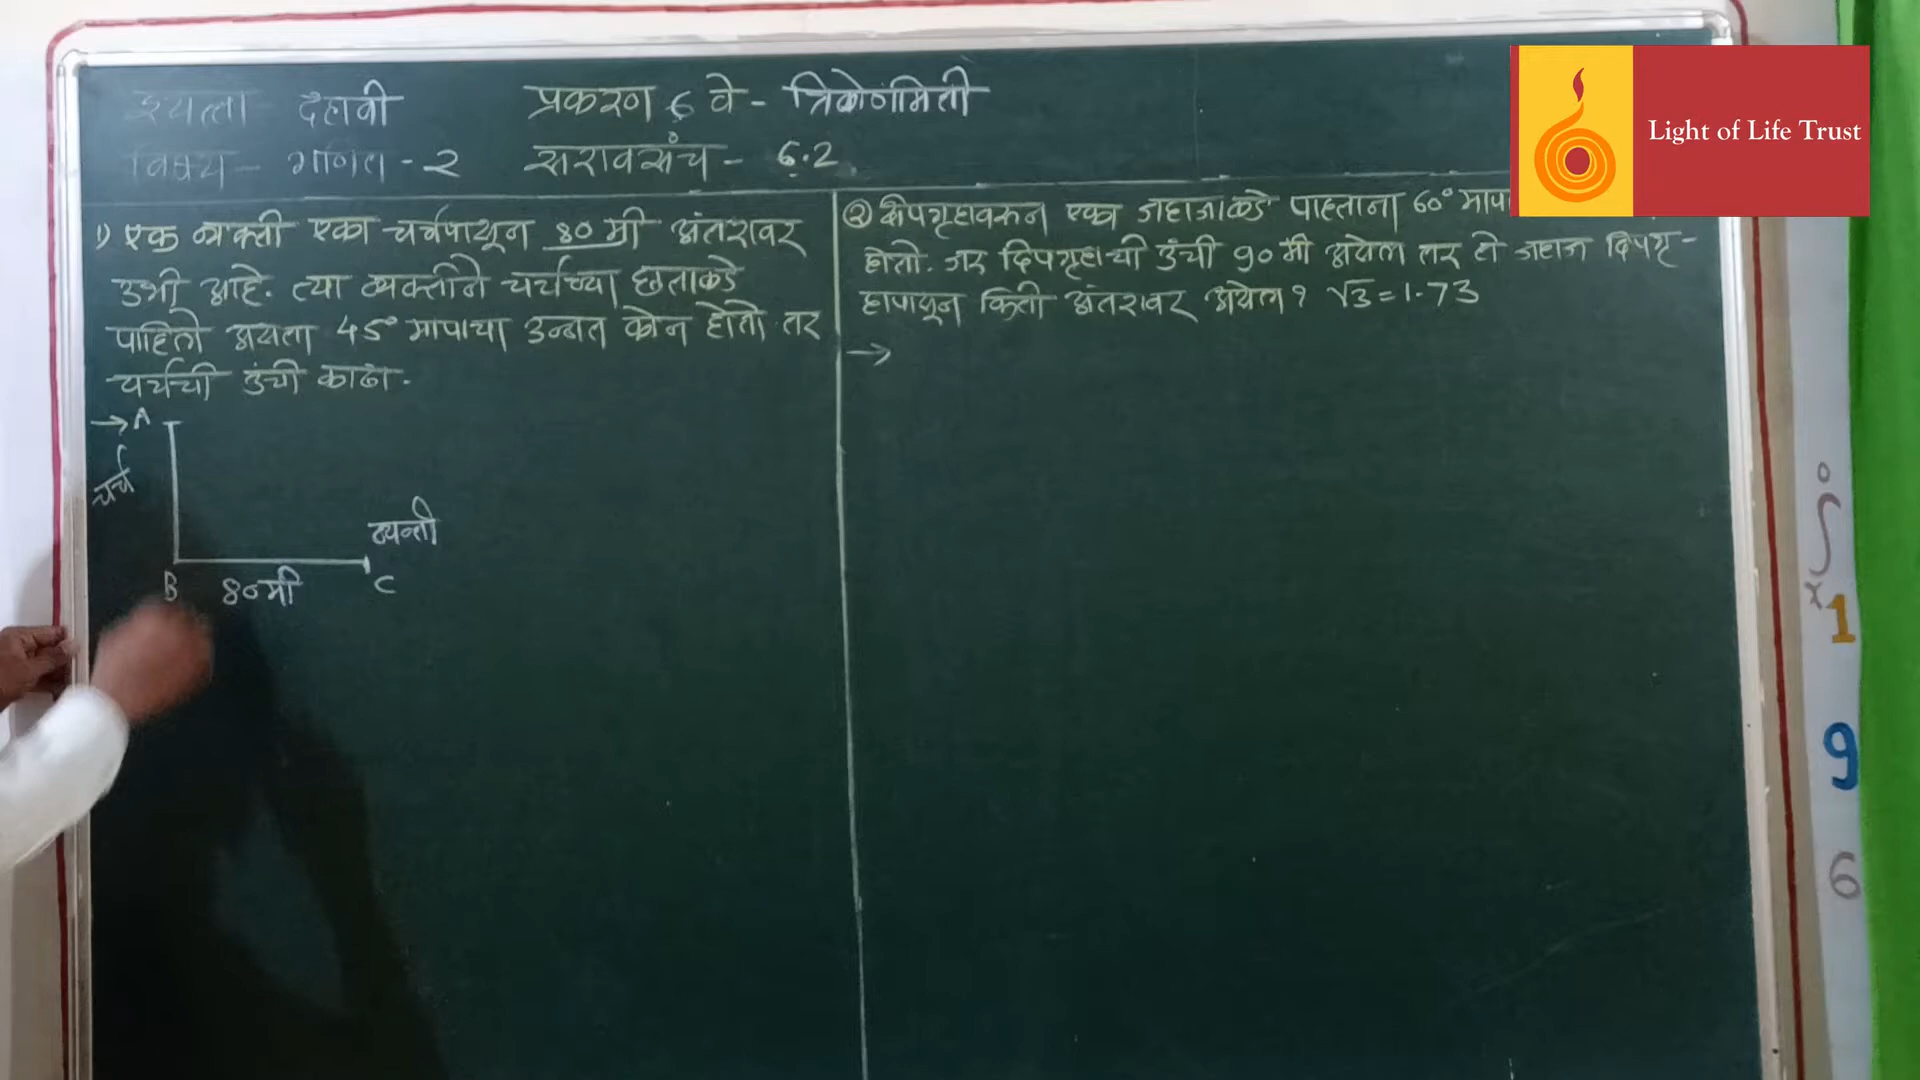 इयत्ता दहावी प्रकरण 6 वे - त्रिकोणमिती
विषय - गणित - २ सरावसंच - 6.2
१) एक व्यक्ती एका चर्चपासून 80 मी अंतरावर
उभी आहे. त्या व्यक्तीने चर्चच्या छताकडे
पाहिले असता 45° मापाचा उन्नत कोन होतो तर
चर्चची उंची काढा.
→ A
चर्च
व्यक्ती
B 80मी C
② दीपगृहावरून एका जहाजाकडे पाहताना 60°
होतो. जर दिपगृहाची उंची 90 मी असेल तर ते जहाज दिपगृ-
हापासून किती अंतरावर असेल? √3 = 1.73
→
Light of Life Trust
1
9
6